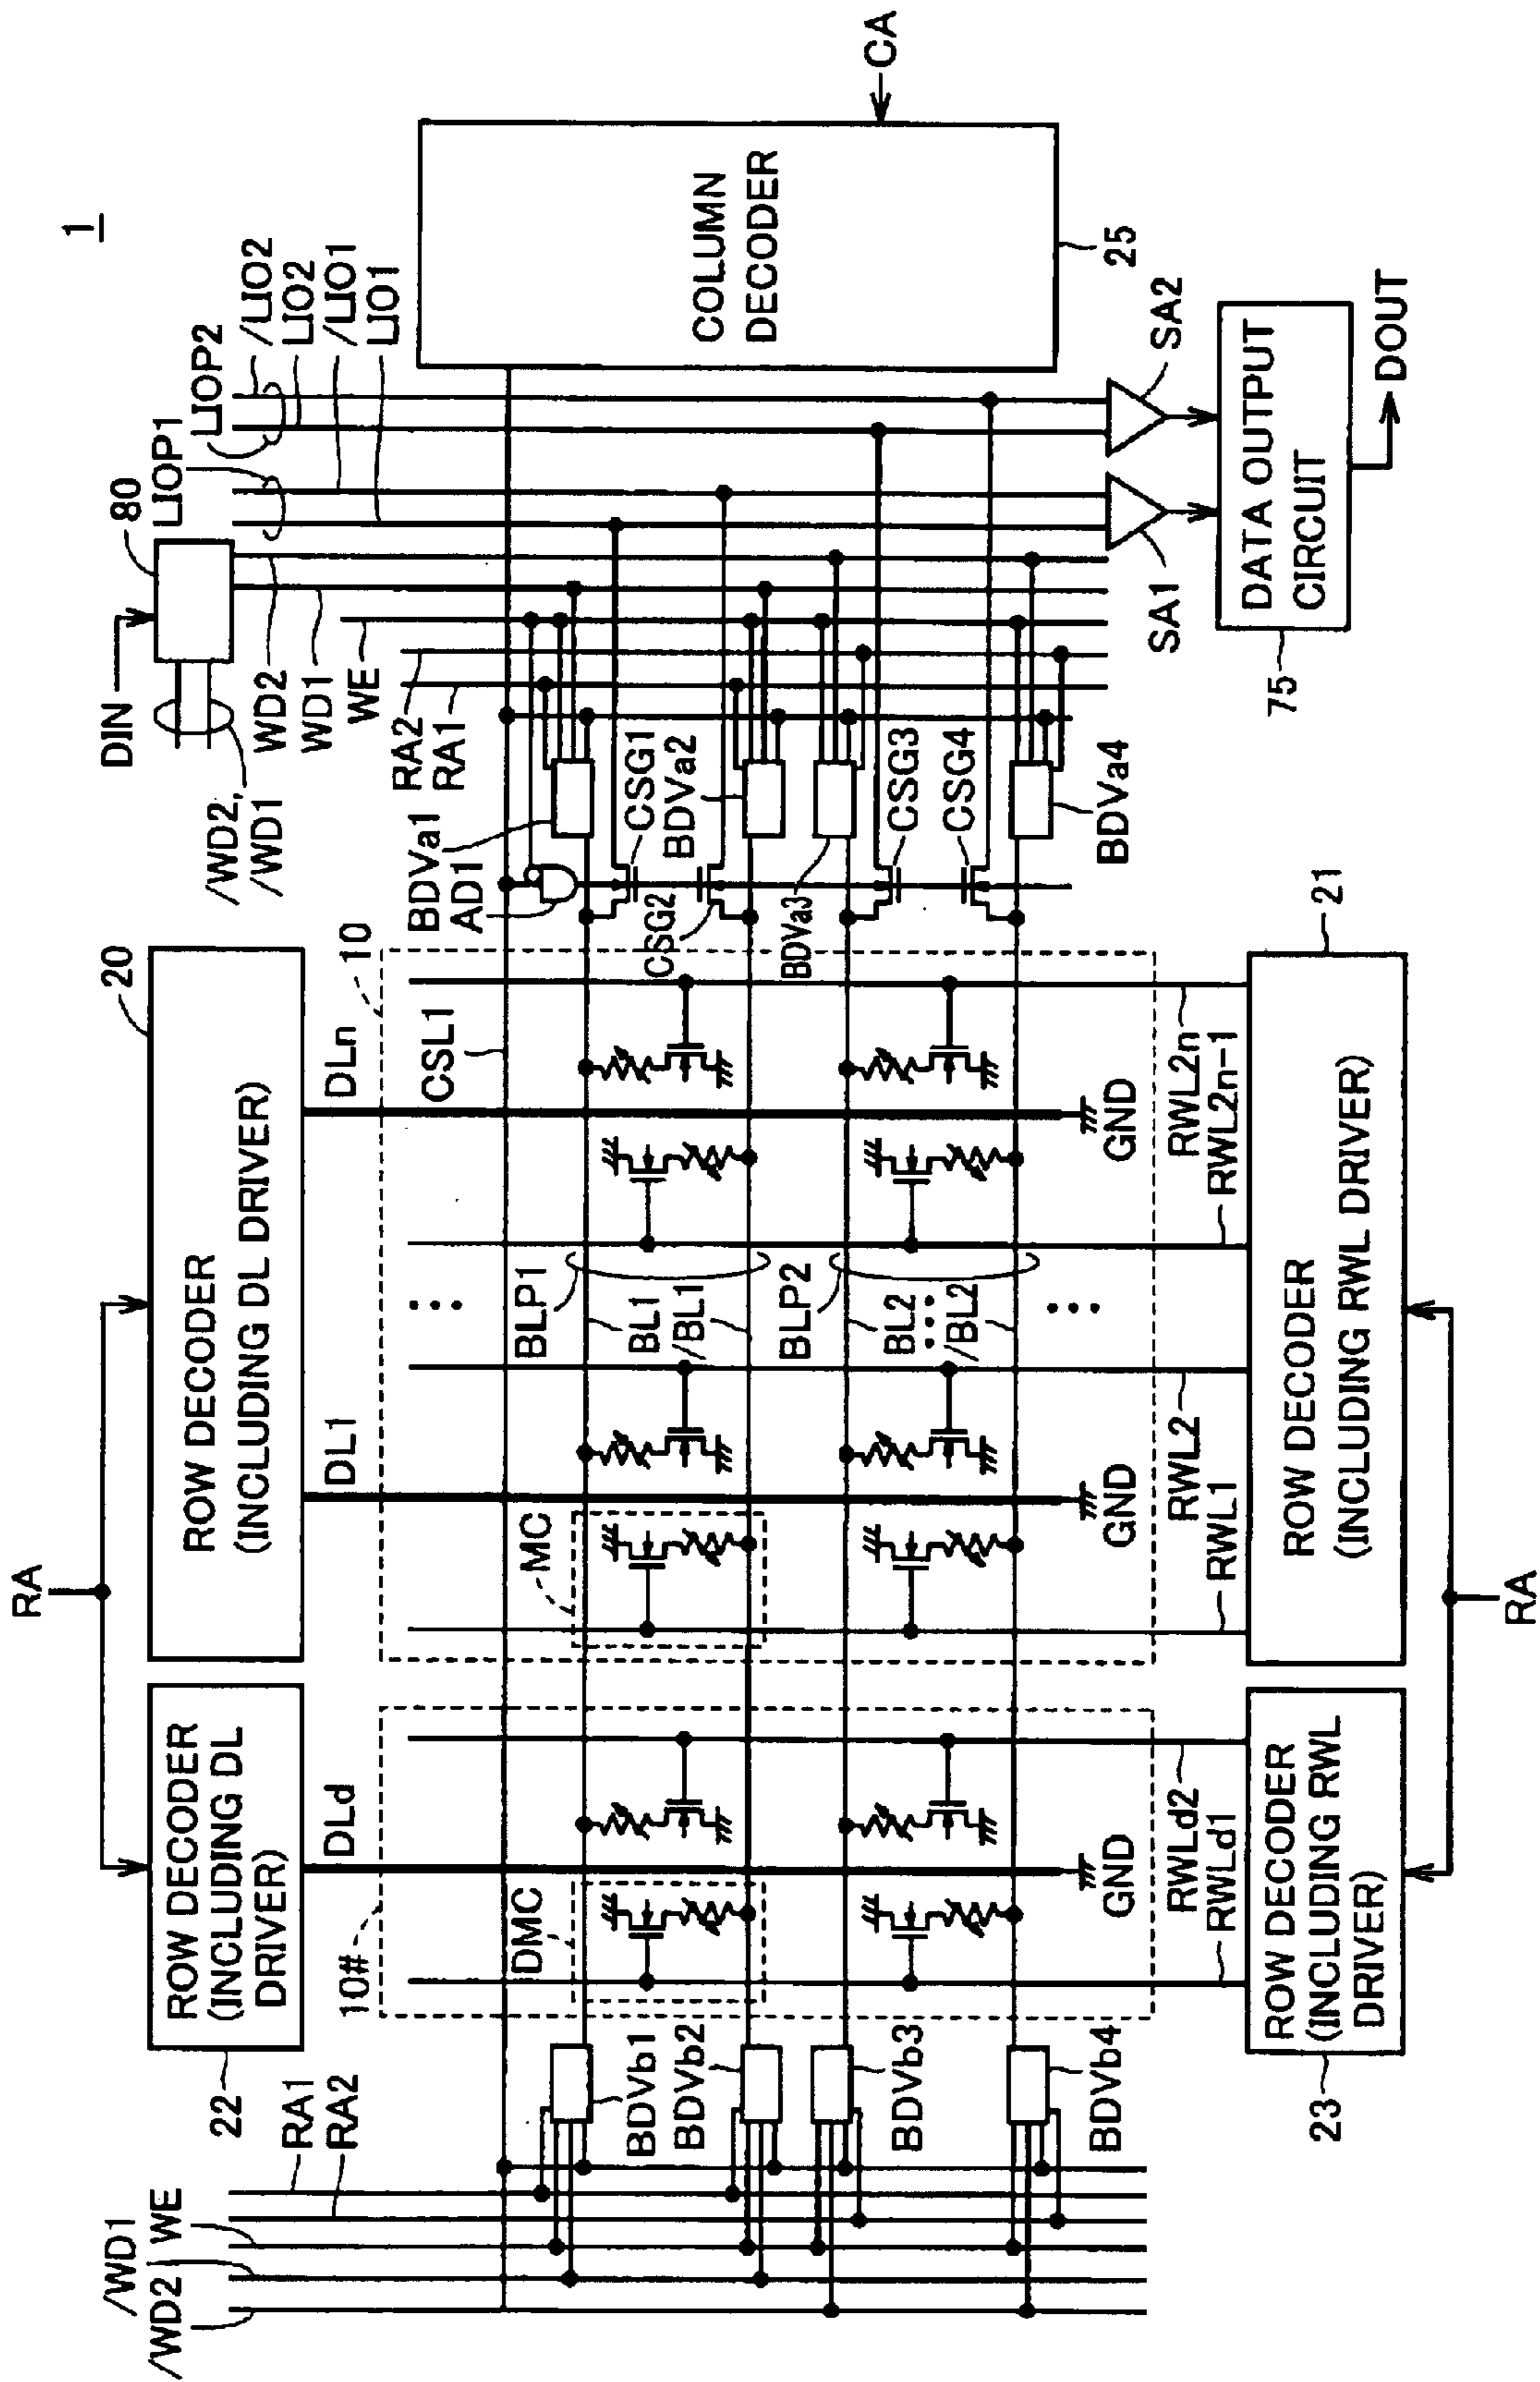 1
RA
ROW DECODER
(INCLUDING DL
DRIVER)
22
ROW DECODER
(INCLUDING DL DRIVER)
20
DIN
80
LIOP1
LIOP2
/LIO2
LIO2
/LIO1
LIO1
/WD2,
/WD1
WD2
WD1
WE
RA2
RA1
/WD1
/WD2
WE
RA1
RA2
10#
DLd
DL1
DLn
10
CSL1
BDVa1
AD1
COLUMN
DECODER
CA
25
DMC
MC
BLP1
BL1
/BL1
BLP2
BL2
/BL2
CSG1
BDVa2
CSG2
BDVa3
CSG3
CSG4
BDVa4
BDVb1
BDVb2
BDVb3
BDVb4
GND
GND
GND
RWLd2
RWLd1
RWL2
RWL1
RWL2n
RWL2n-1
SA1
SA2
23
ROW DECODER
(INCLUDING RWL
DRIVER)
ROW DECODER
(INCLUDING RWL DRIVER)
21
75
DATA OUTPUT
CIRCUIT
DOUT
RA